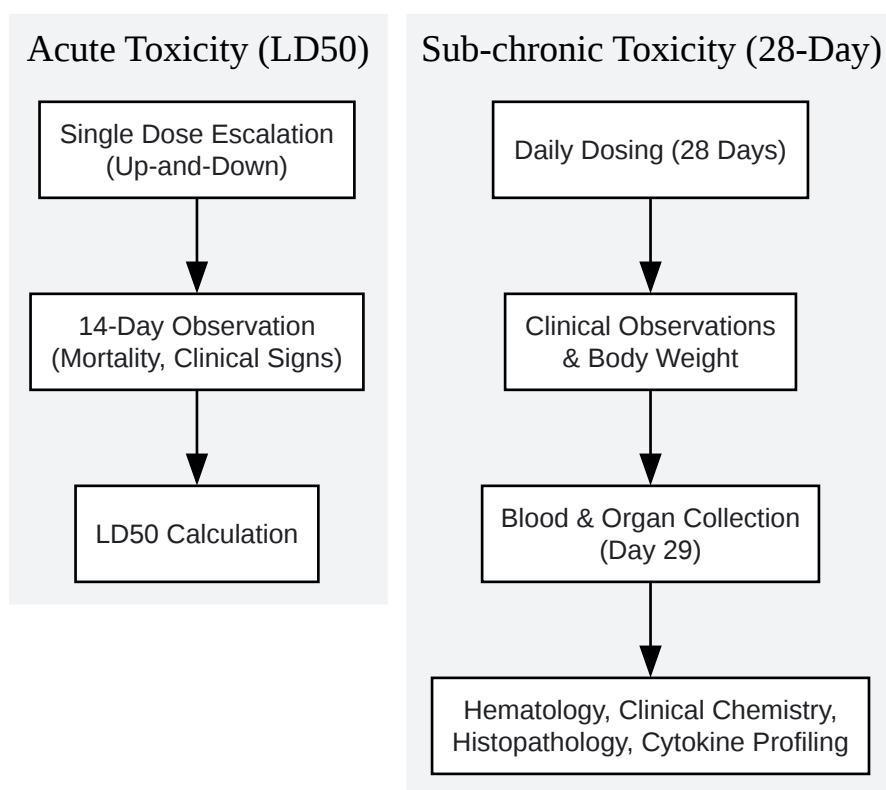 Acute Toxicity (LD50)
Single Dose Escalation
(Up-and-Down)
14-Day Observation
(Mortality, Clinical Signs)
LD50 Calculation
Sub-chronic Toxicity (28-Day)
Daily Dosing (28 Days)
Clinical Observations
& Body Weight
Blood & Organ Collection
(Day 29)
Hematology, Clinical Chemistry,
Histopathology, Cytokine Profiling